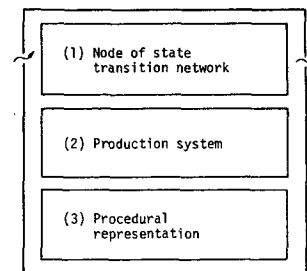 (1) Node of state
transition network
(2) Production system
(3) Procedural
representation